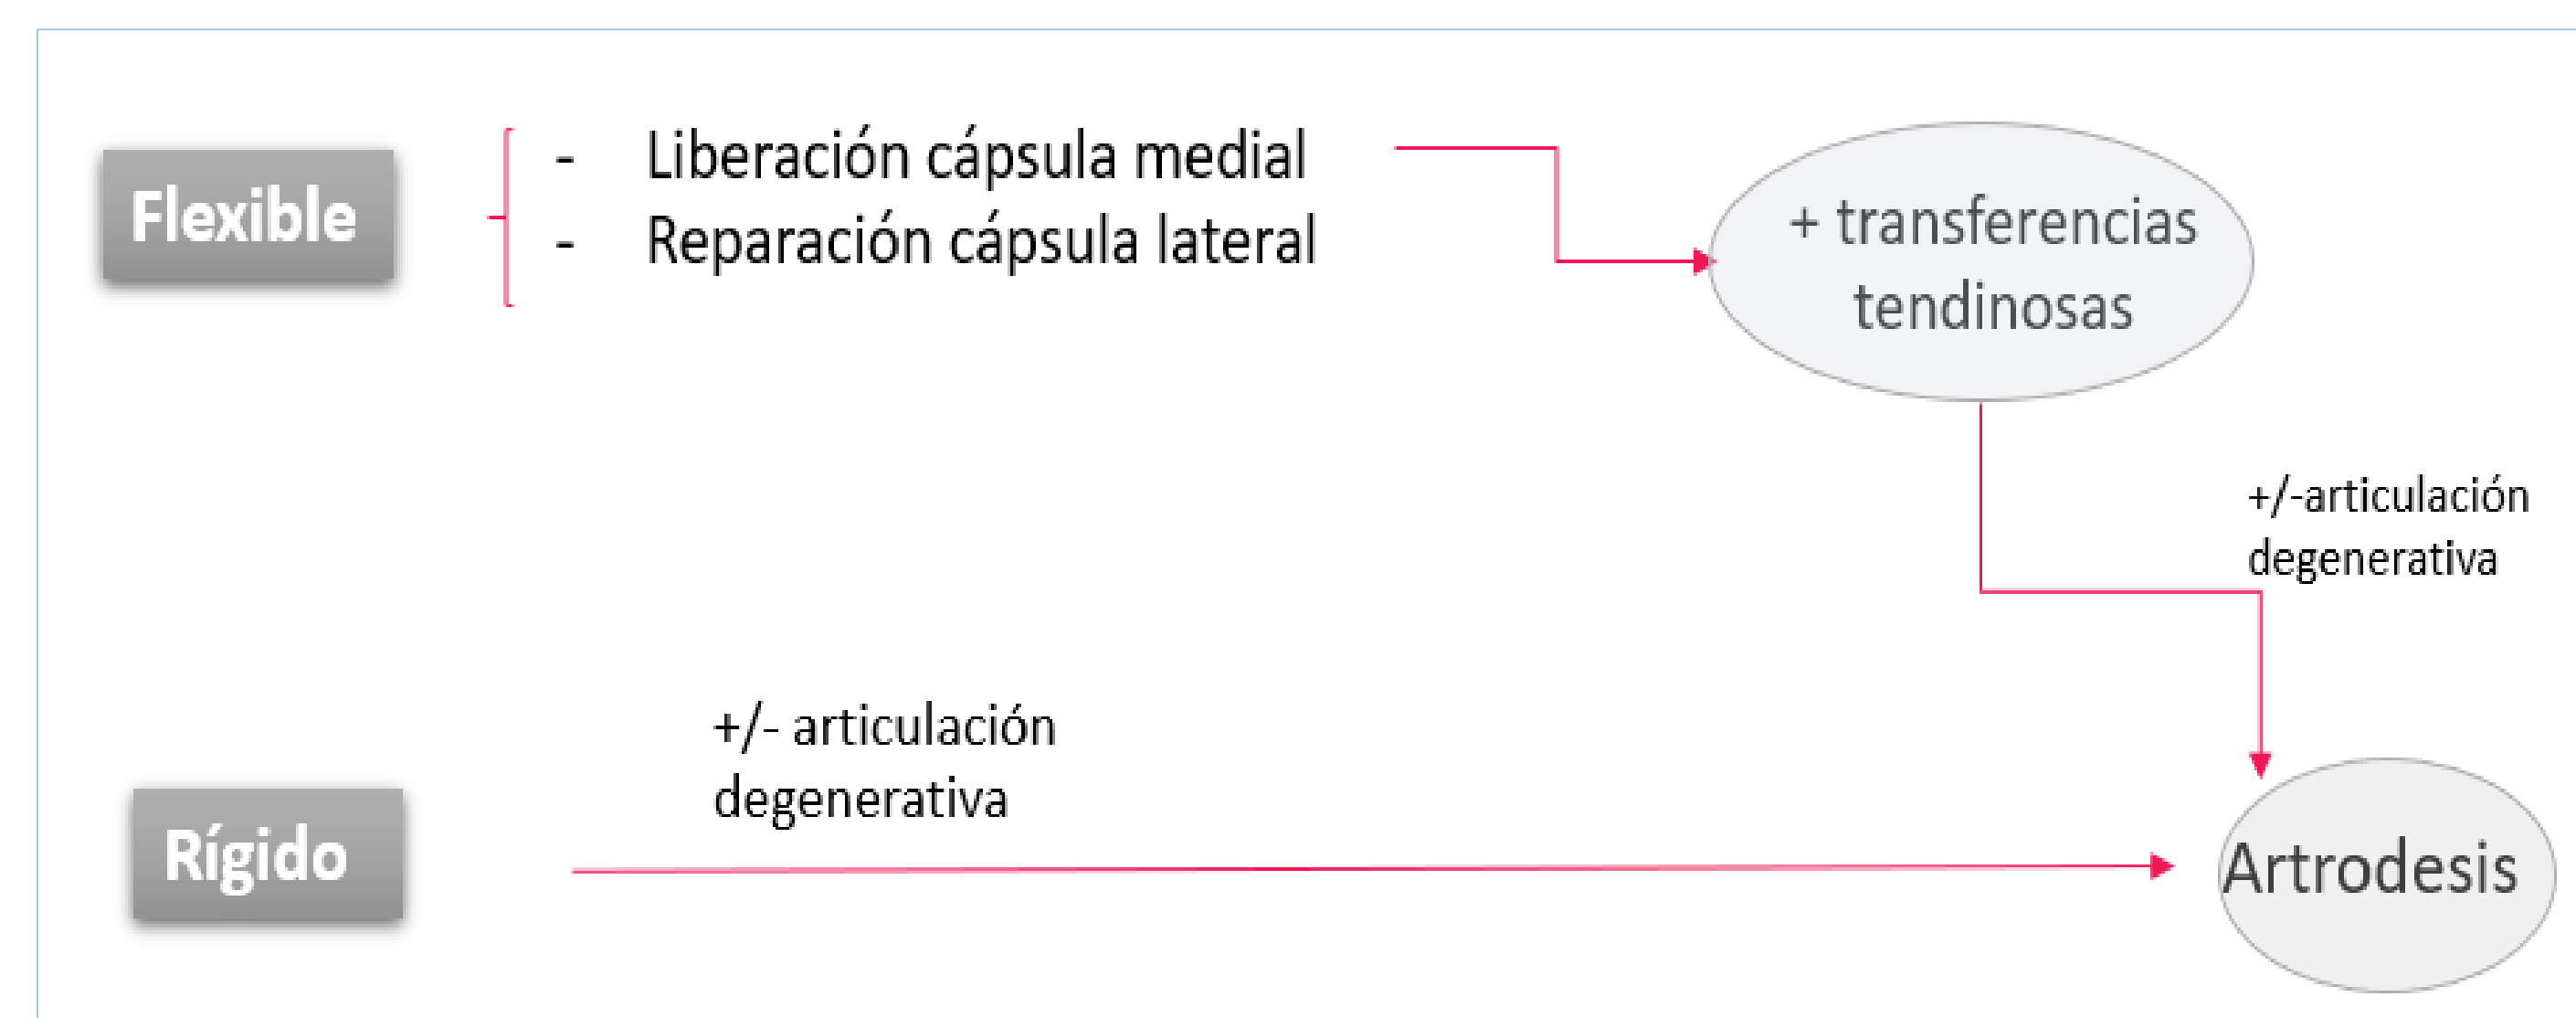 Flexible
- Liberación cápsula medial
- Reparación cápsula lateral
+ transferencias
tendinosas
+/-articulación
degenerativa
+/- articulación
degenerativa
Rígido
Artrodesis